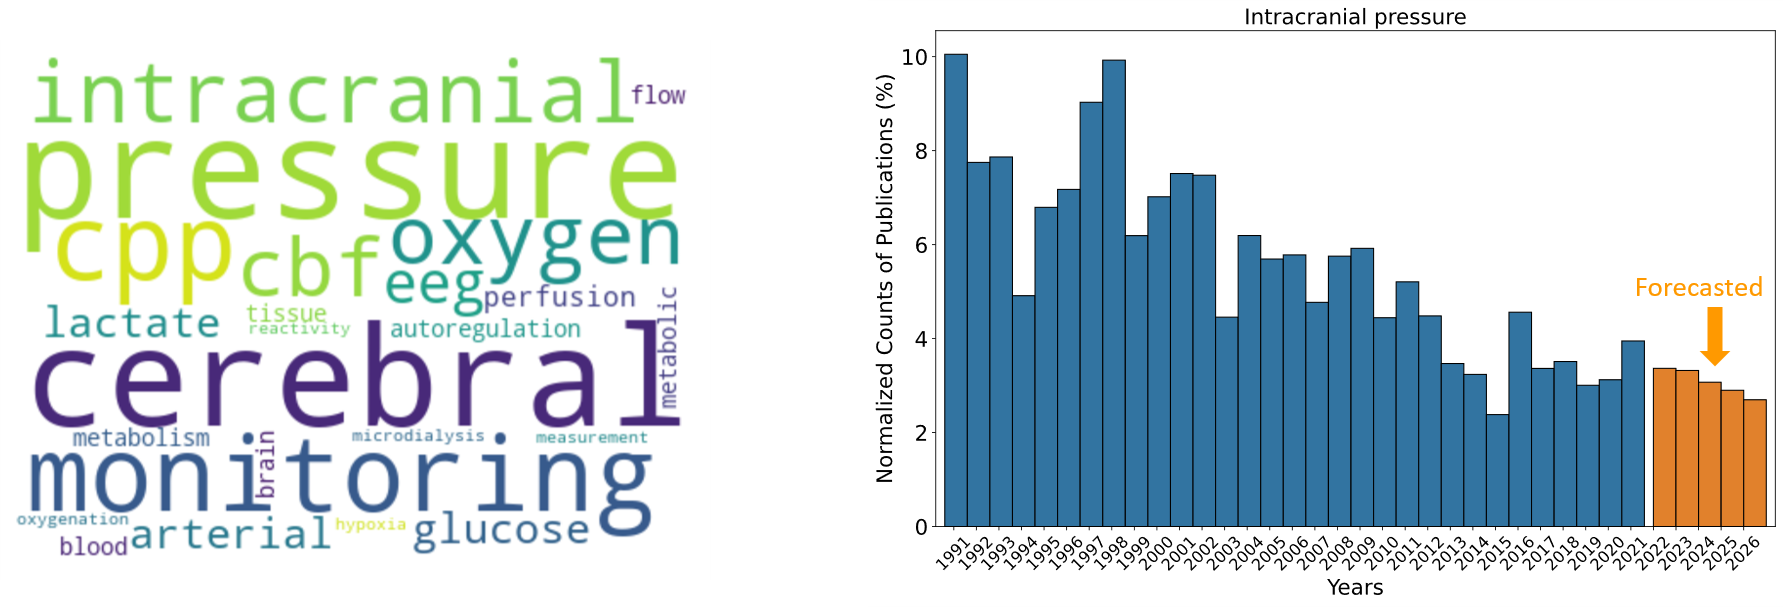 intracranial
flow
pressure
cpp
cbf
oxygen
eeg
perfusion
lactate
tissue
reactivity
autoregulation
metabolic
cerebral
metabolism
brain
microdialysis
measurement
monitoring
oxygenation
arterial
hypoxia
glucose
blood
Intracranial pressure
Normalized Counts of Publications (%)
10
8
6
4
2
0
Forecasted
1991 1992 1993 1994 1995 1996 1997 1998 1999 2000 2001 2002 2003 2004 2005 2006 2007 2008 2009 2010 2011 2012 2013 2014 2015 2016 2017 2018 2019 2020 2021 2022 2023 2024 2025 2026
Years